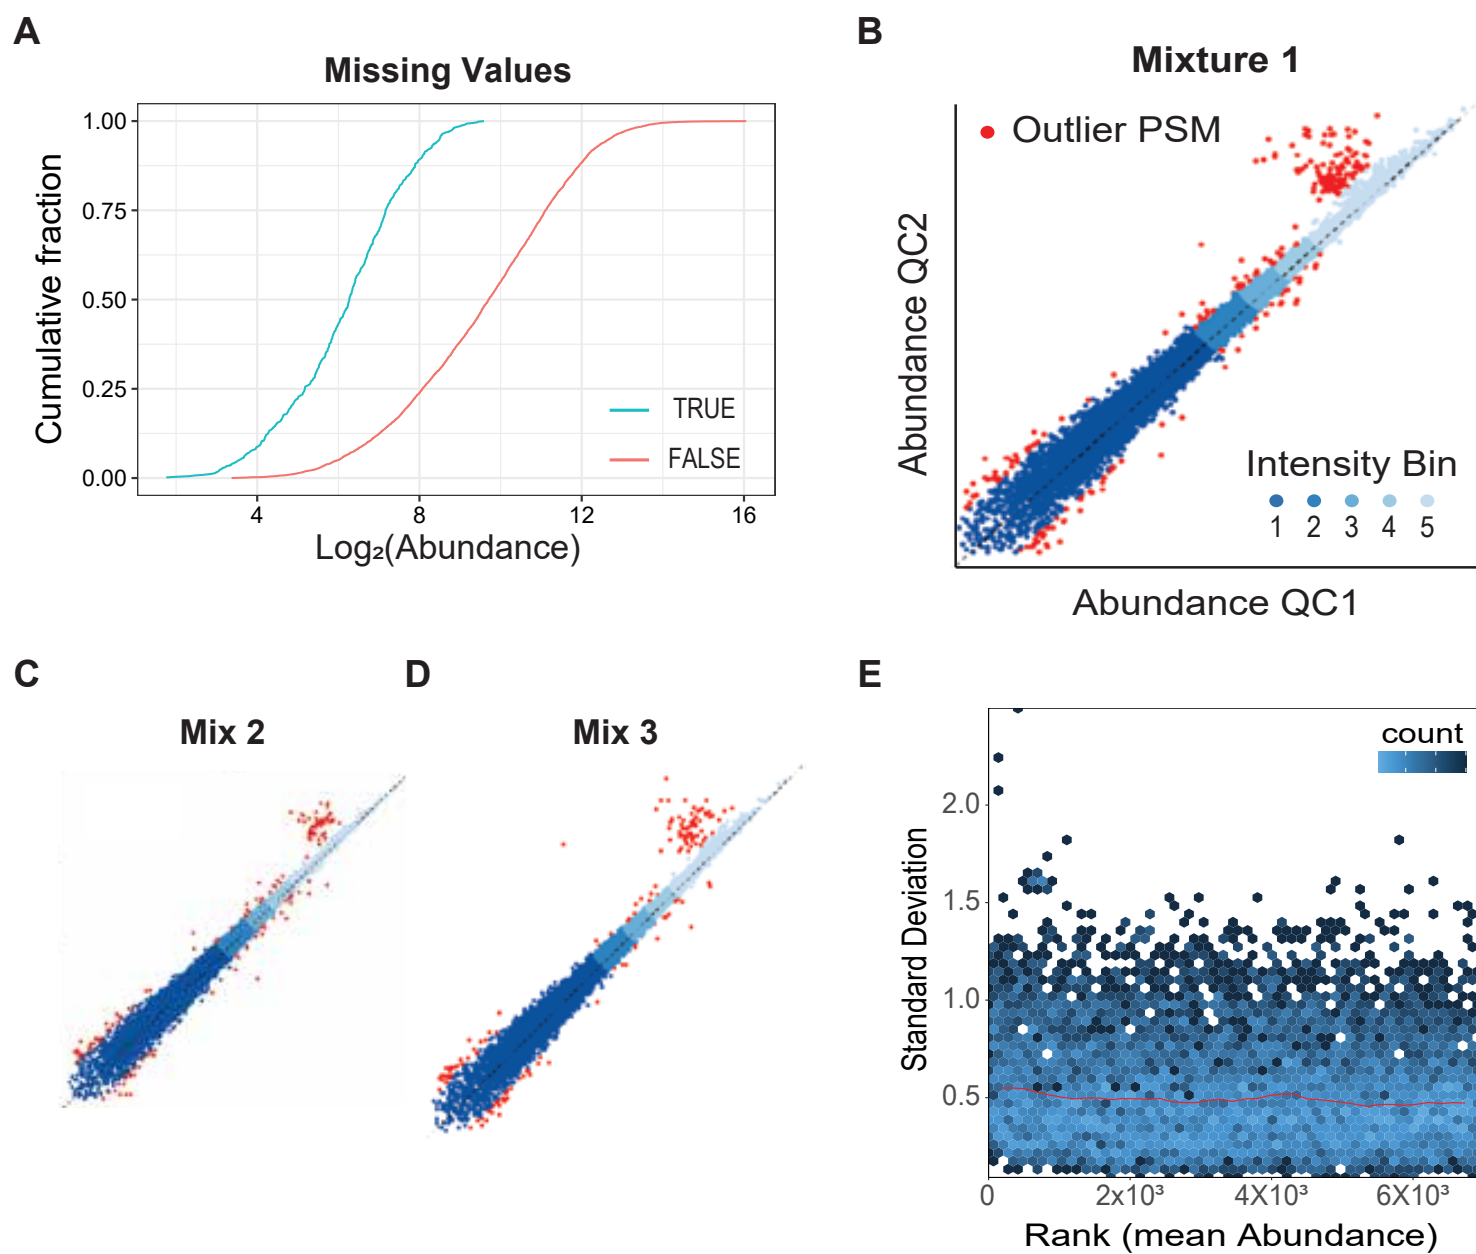 A
Missing Values
Cumulative fraction
1.00
0.75
0.50
0.25
0.00
TRUE
FALSE
4 8 12 16
Log₂(Abundance)
B
Mixture 1
Outlier PSM
Abundance QC2
Intensity Bin
1 2 3 4 5
Abundance QC1
C
Mix 2
D
Mix 3
E
count
Standard Deviation
2.0
1.5
1.0
0.5
0 2x10³ 4X10³ 6X10³
Rank (mean Abundance)